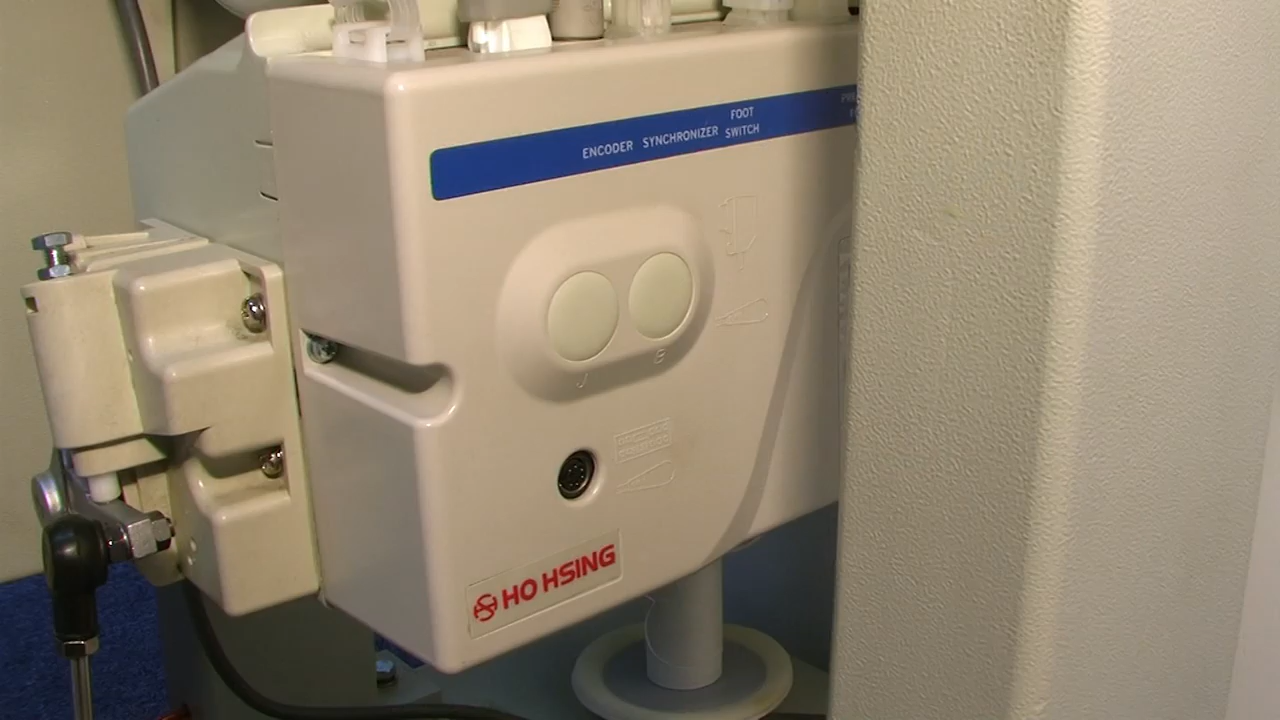 ENCODER SYNCHRONIZER FOOT SWITCH
J B
HO HSING